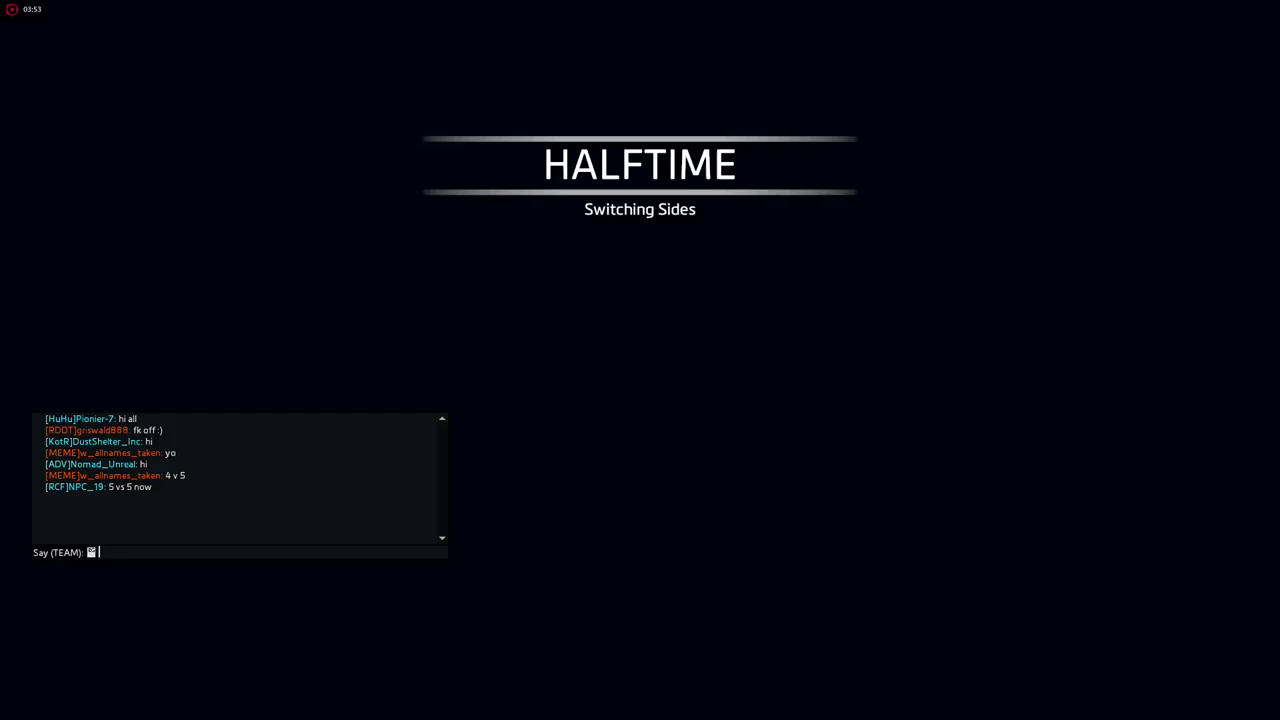 03:53
HALFTIME
Switching Sides
[HuHu]Pionier-7: hi all
[RDDT]griswald888: fk off :)
[KotR]DustShelter_Inc: hi
[MEME]w_allnames_taken: yo
[ADV]Nomad_Unreal: hi
[MEME]w_allnames_taken: 4 v 5
[RCF]NPC_19: 5 vs 5 now
Say (TEAM):